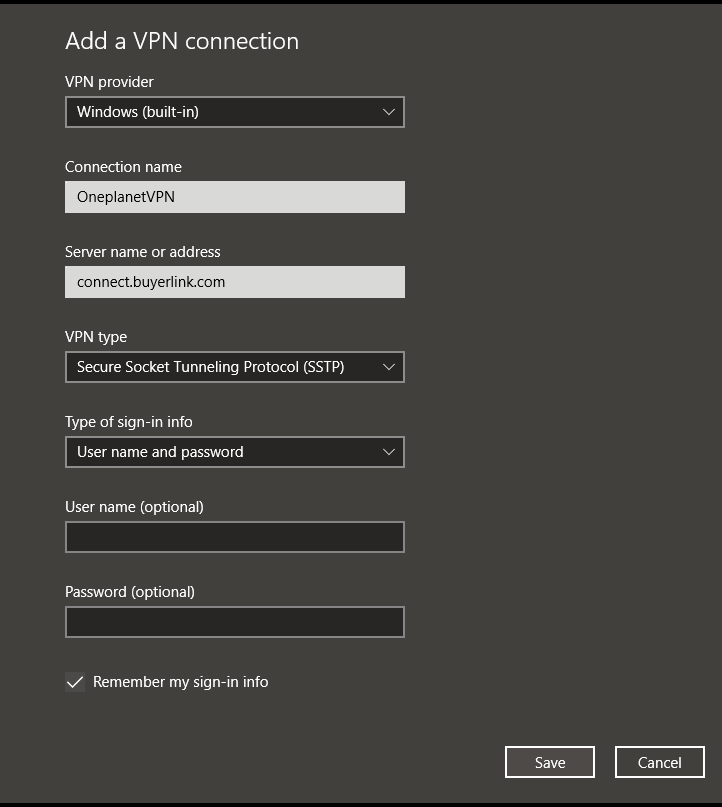 Add a VPN connection
VPN provider
Windows (built-in)
Connection name
OneplanetVPN
Server name or address
connect.buyerlink.com
VPN type
Secure Socket Tunneling Protocol (SSTP)
Type of sign-in info
User name and password
User name (optional)
Password (optional)
Remember my sign-in info
Save
Cancel